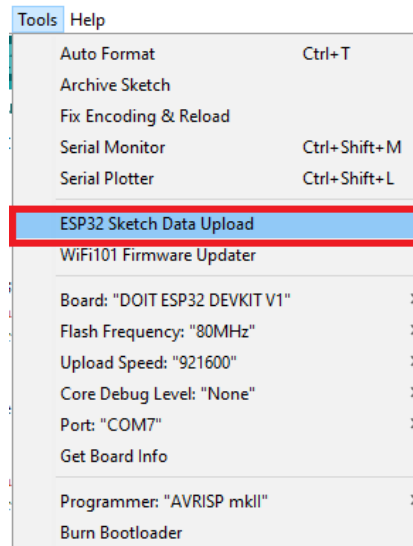 Tools Help
Auto Format Ctrl+T
Archive Sketch
Fix Encoding & Reload
Serial Monitor Ctrl+Shift+M
Serial Plotter Ctrl+Shift+L
ESP32 Sketch Data Upload
WiFi101 Firmware Updater
Board: "DOIT ESP32 DEVKIT V1"
Flash Frequency: "80MHz"
Upload Speed: "921600"
Core Debug Level: "None"
Port: "COM7"
Get Board Info
Programmer: "AVRISP mkII"
Burn Bootloader